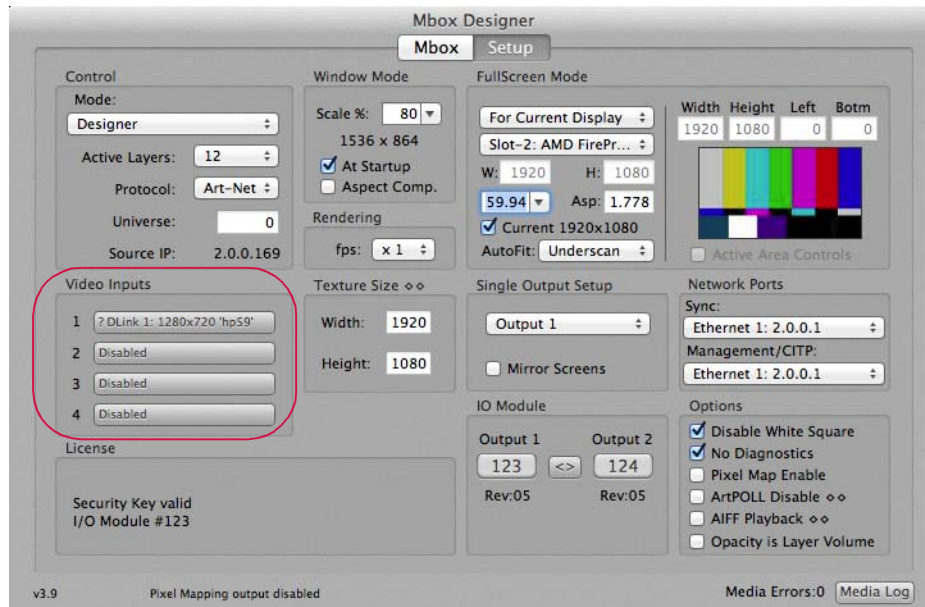 Mbox Designer
Mbox Setup
Control
Mode:
Designer
Active Layers: 12
Protocol: Art-Net
Universe: 0
Source IP: 2.0.0.169
Window Mode
Scale %: 80
1536 x 864
At Startup
Aspect Comp.
Rendering
fps: x 1
FullScreen Mode
For Current Display
Slot-2: AMD FirePr...
W: 1920 H: 1080
59.94 Asp: 1.778
Current 1920x1080
AutoFit: Underscan
Width Height Left Botm
1920 1080 0 0
Active Area Controls
Video Inputs
1 ? DLink 1: 1280x720 'hp59'
2 Disabled
3 Disabled
4 Disabled
Texture Size ⋄⋄
Width: 1920
Height: 1080
Single Output Setup
Output 1
Mirror Screens
Network Ports
Sync:
Ethernet 1: 2.0.0.1
Management/CITP:
Ethernet 1: 2.0.0.1
License
Security Key valid
I/O Module #123
IO Module
Output 1 Output 2
123 <> 124
Rev:05 Rev:05
Options
Disable White Square
No Diagnostics
Pixel Map Enable
ArtPOLL Disable ⋄⋄
AIFF Playback ⋄⋄
Opacity is Layer Volume
v3.9 Pixel Mapping output disabled Media Errors:0 Media Log